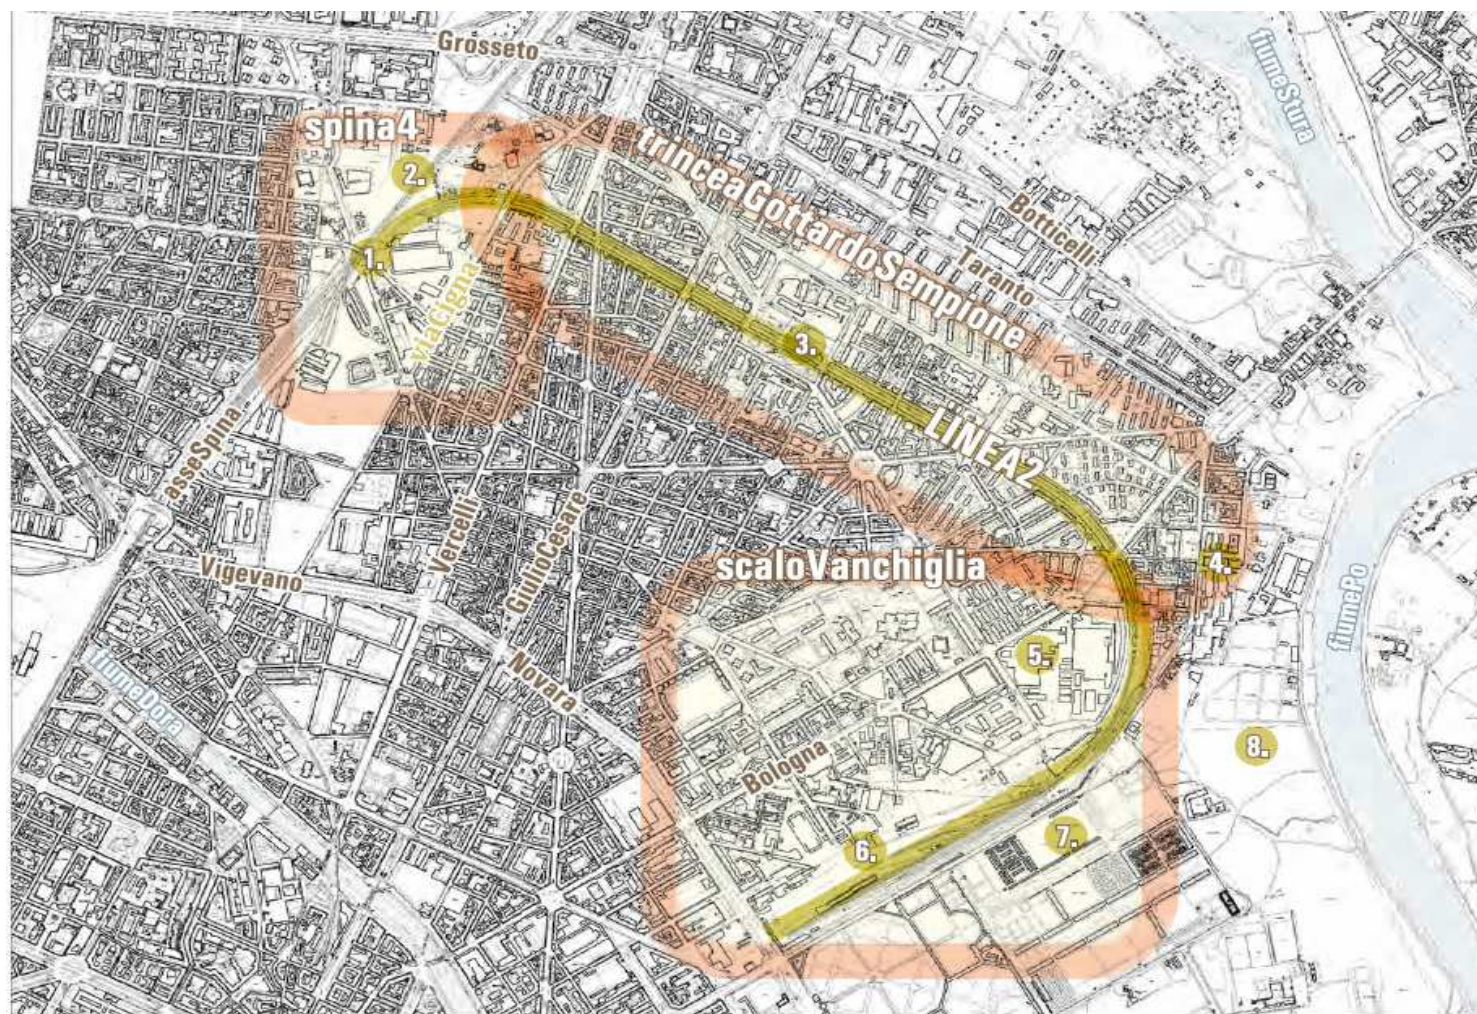 Grosseto
fiumeStura
spina4
trinceaGottardoSempione
2.
Botticelli
Taranto
1.
viaCigna
3.
asseSpina
LiNEA2
Vercelli
GiulioCesare
scaloVanchiglia
4.
Vigevano
fiumePo
fiumeDora
Novara
5.
Bologna
8.
6.
7.